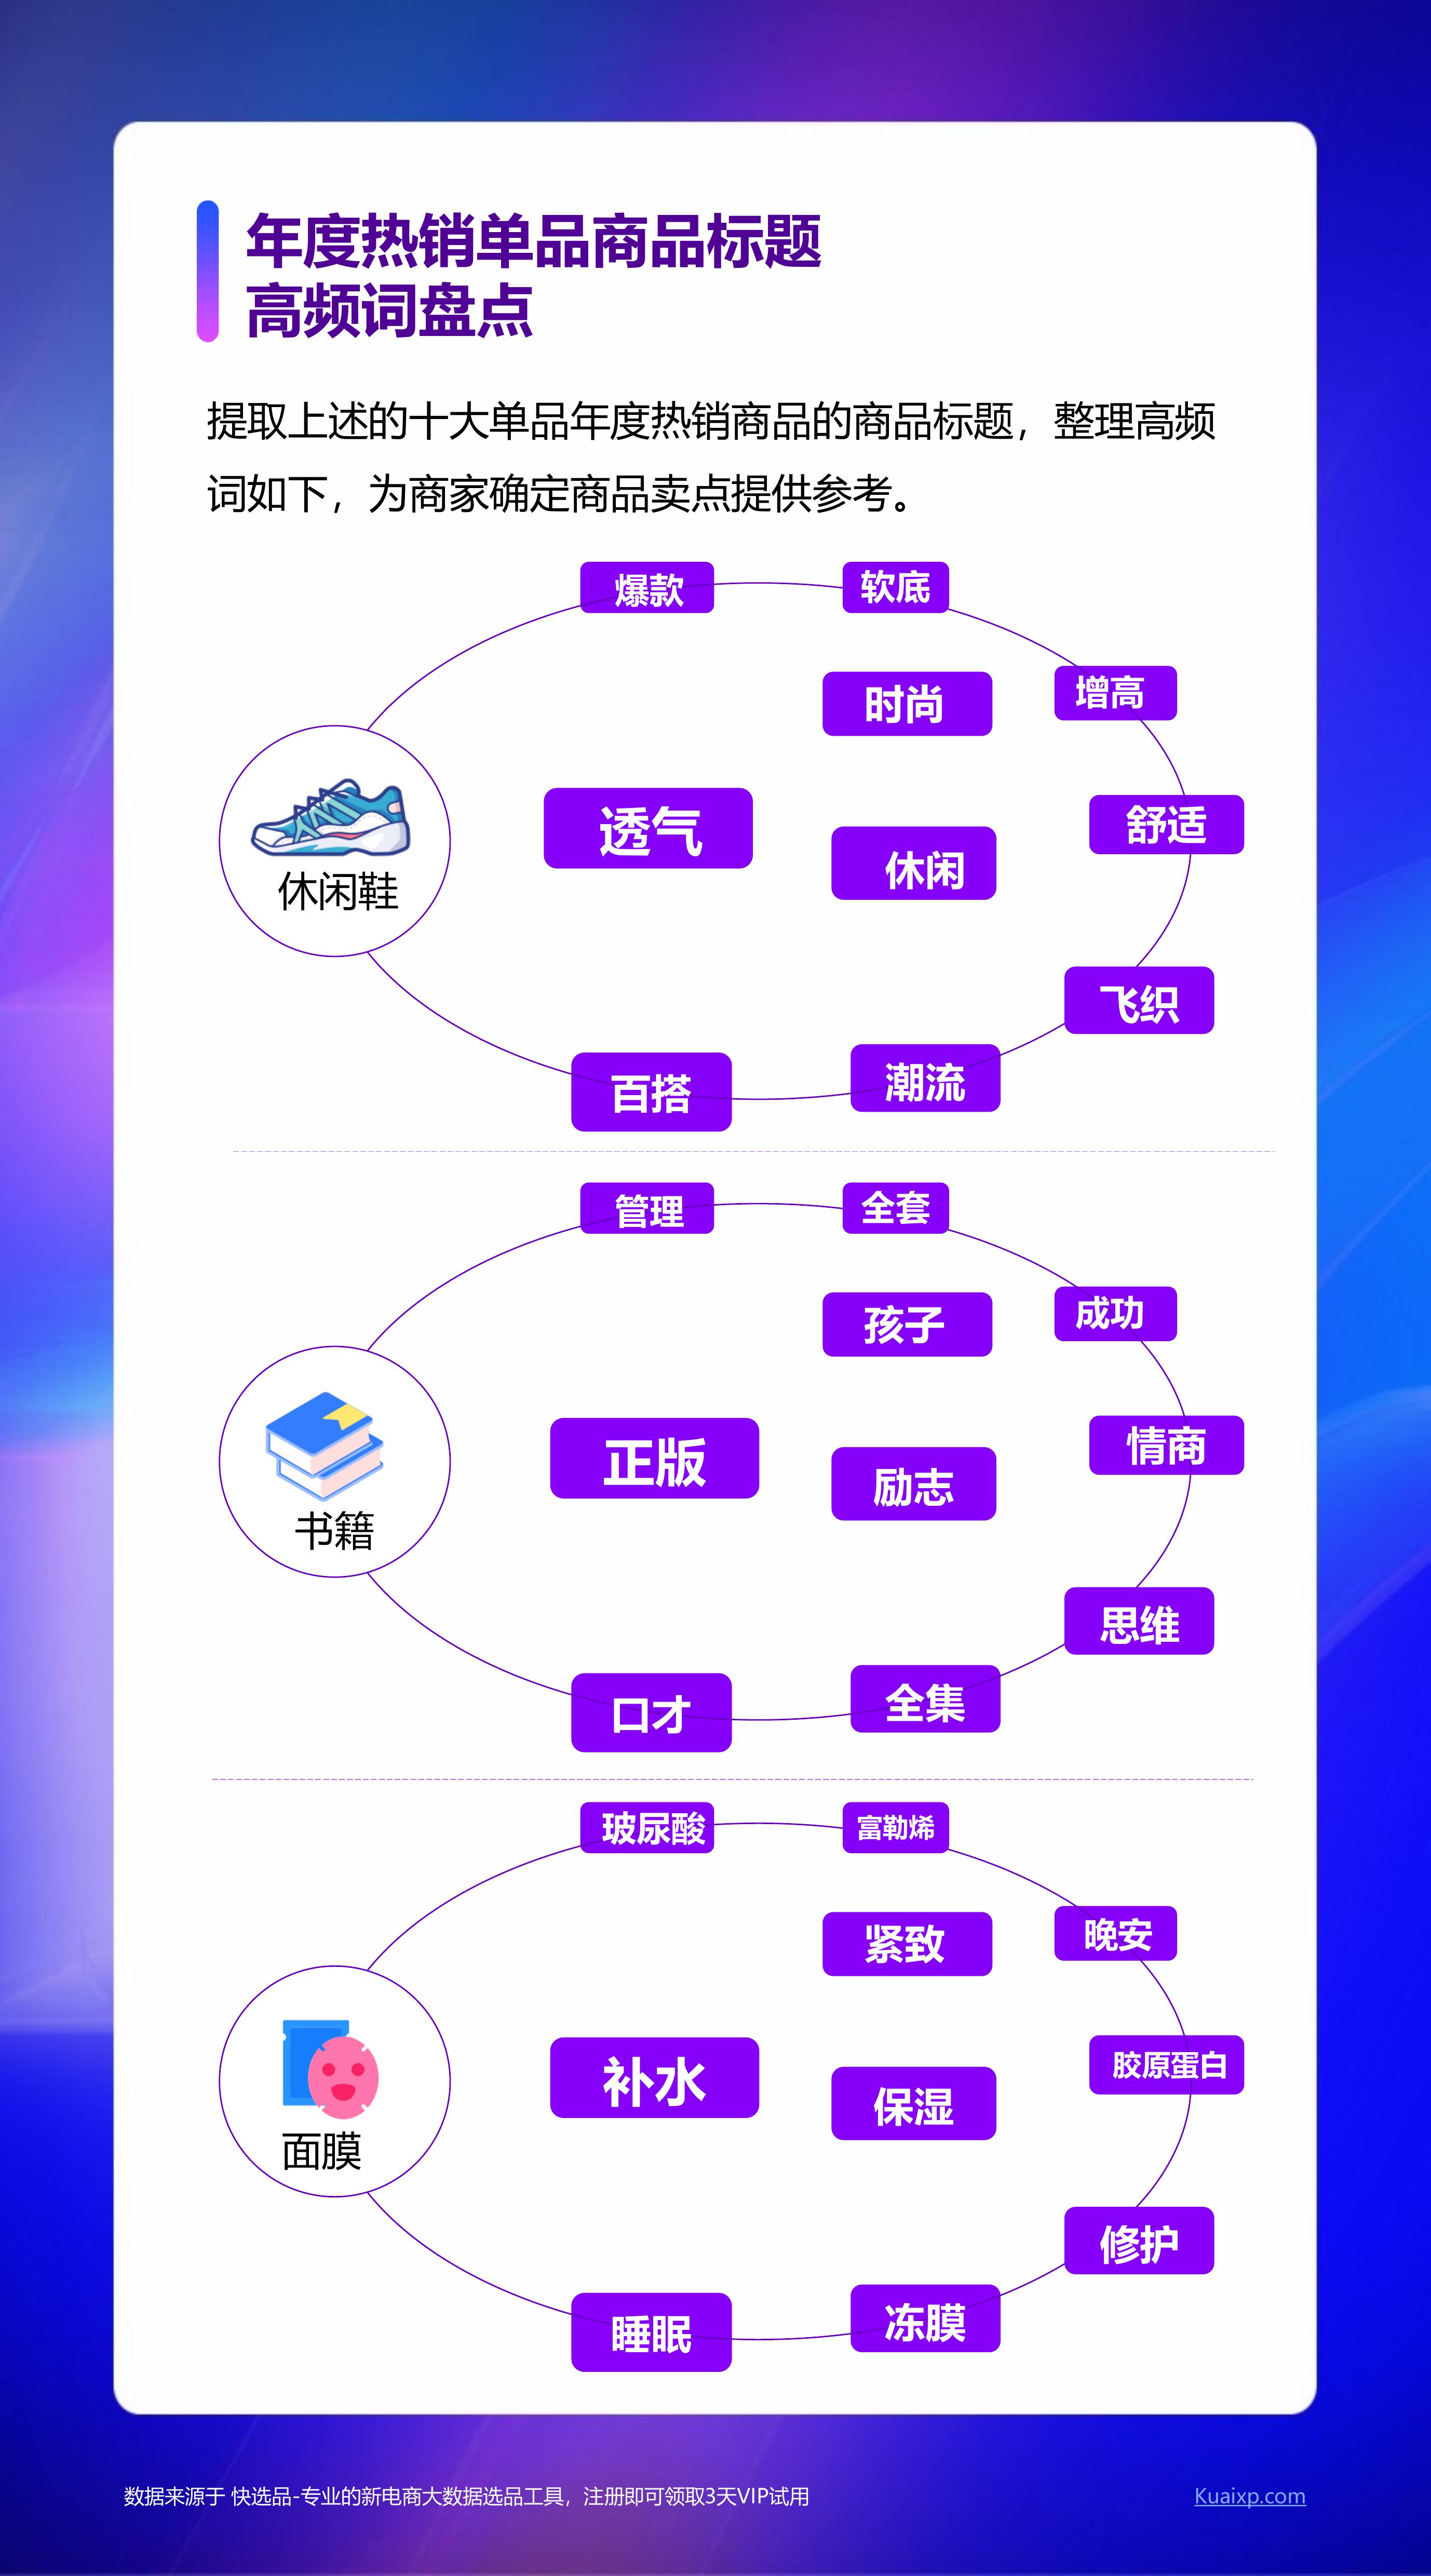 年度热销单品商品标题
高频词盘点
提取上述的十大单品年度热销商品的商品标题，整理高频
词如下，为商家确定商品卖点提供参考。
爆款
软底
时尚
增高
透气
休闲
舒适
休闲鞋
飞织
潮流
百搭
管理
全套
孩子
成功
正版
励志
情商
书籍
思维
全集
口才
玻尿酸
富勒烯
紧致
晚安
补水
保湿
胶原蛋白
面膜
修护
冻膜
睡眠
数据来源于 快选品-专业的新电商大数据选品工具，注册即可领取3天VIP试用
Kuaixp.com